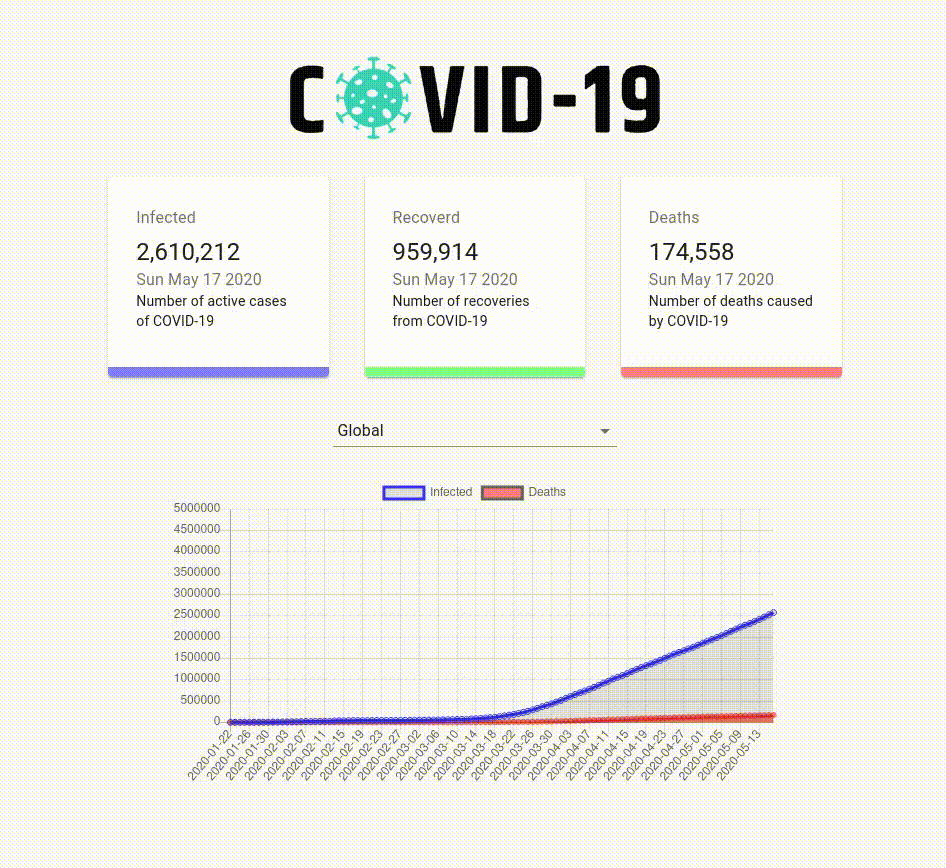 COVID-19
Infected
2,610,212
Sun May 17 2020
Number of active cases
of COVID-19
Recoverd
959,914
Sun May 17 2020
Number of recoveries
from COVID-19
Deaths
174,558
Sun May 17 2020
Number of deaths caused
by COVID-19
Global
Infected
Deaths
5000000
4500000
4000000
3500000
3000000
2500000
2000000
1500000
1000000
500000
0
2020-01-22
2020-01-26
2020-01-30
2020-02-03
2020-02-07
2020-02-11
2020-02-15
2020-02-19
2020-02-23
2020-02-27
2020-03-02
2020-03-06
2020-03-10
2020-03-14
2020-03-18
2020-03-22
2020-03-26
2020-03-30
2020-04-03
2020-04-07
2020-04-11
2020-04-15
2020-04-19
2020-04-23
2020-04-27
2020-05-01
2020-05-05
2020-05-09
2020-05-13